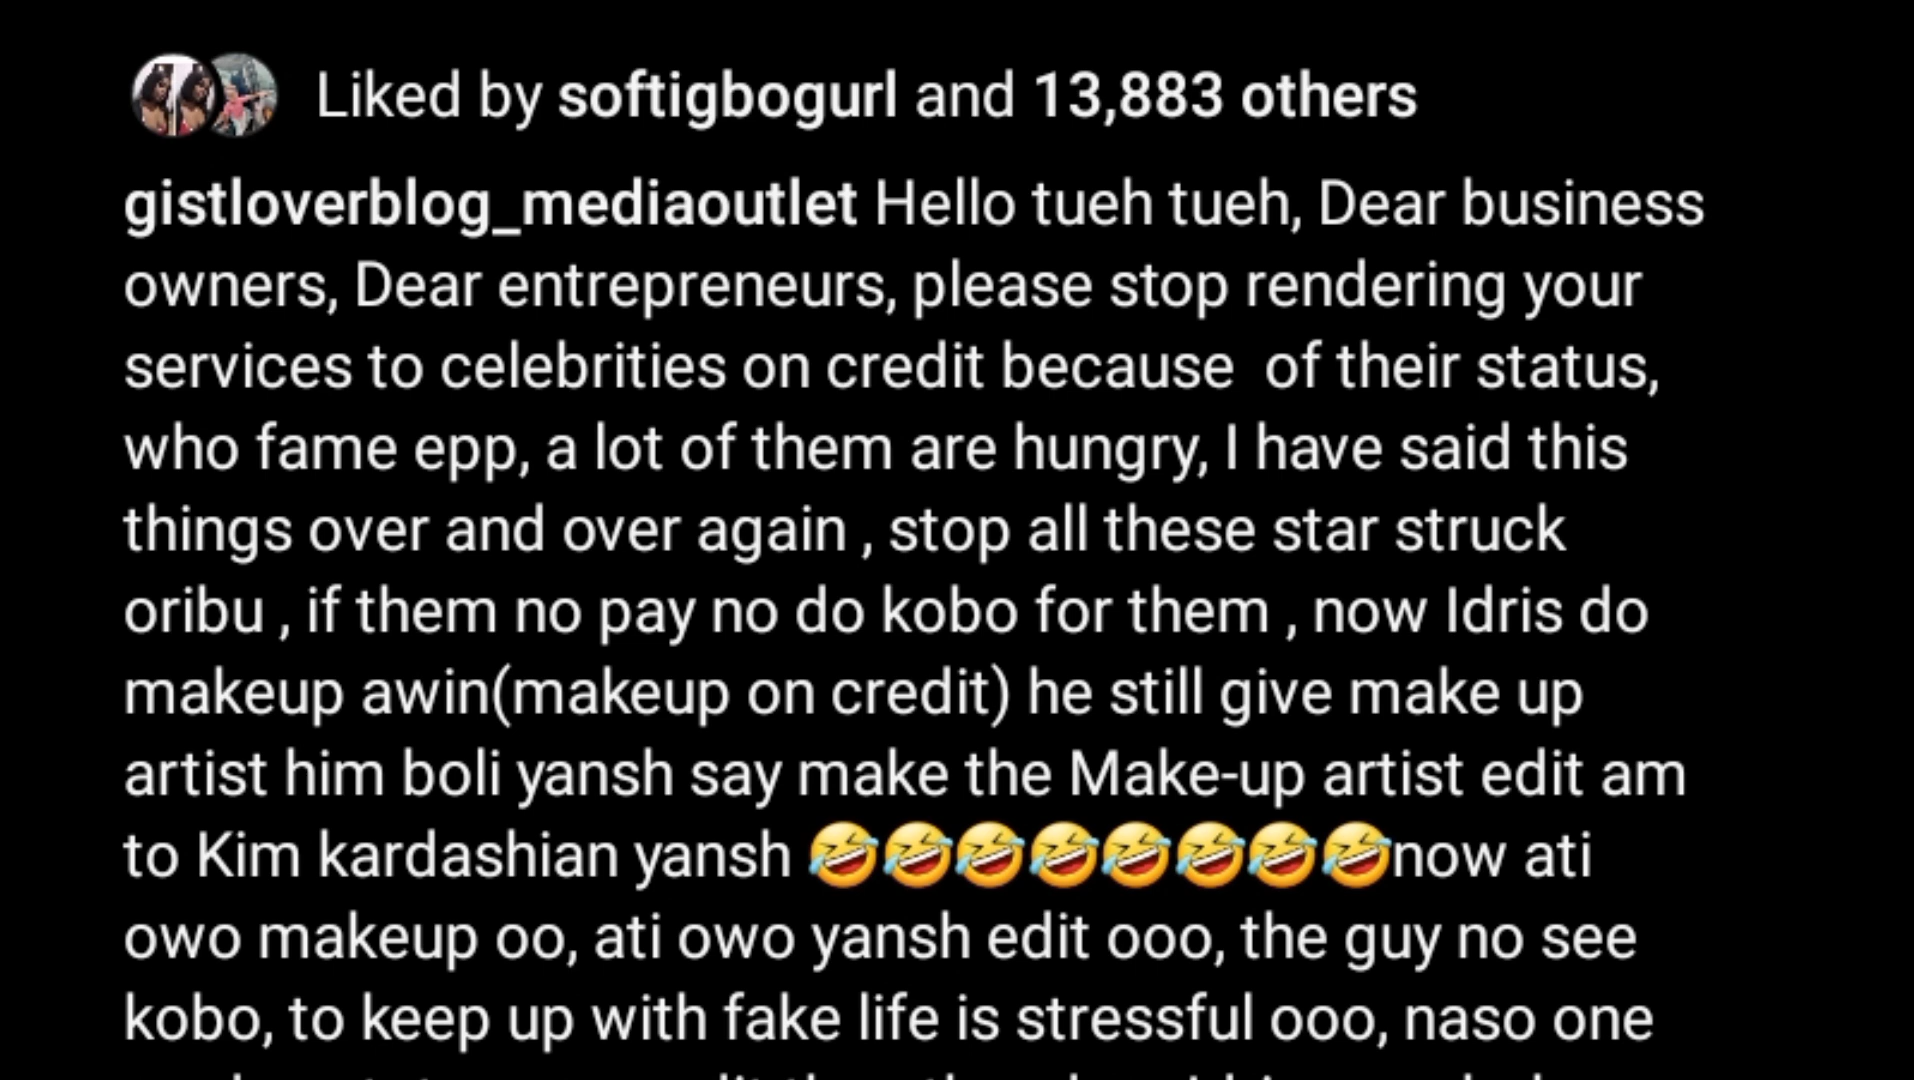 Liked by softigbogurl and 13,883 others
gistloverblog_mediaoutlet Hello tueh tueh, Dear business
owners, Dear entrepreneurs, please stop rendering your
services to celebrities on credit because  of their status,
who fame epp, a lot of them are hungry, I have said this
things over and over again , stop all these star struck
oribu , if them no pay no do kobo for them , now Idris do
makeup awin(makeup on credit) he still give make up
artist him boli yansh say make the Make-up artist edit am
to Kim kardashian yansh 🤣🤣🤣🤣🤣🤣🤣🤣now ati
owo makeup oo, ati owo yansh edit ooo, the guy no see
kobo, to keep up with fake life is stressful ooo, naso one